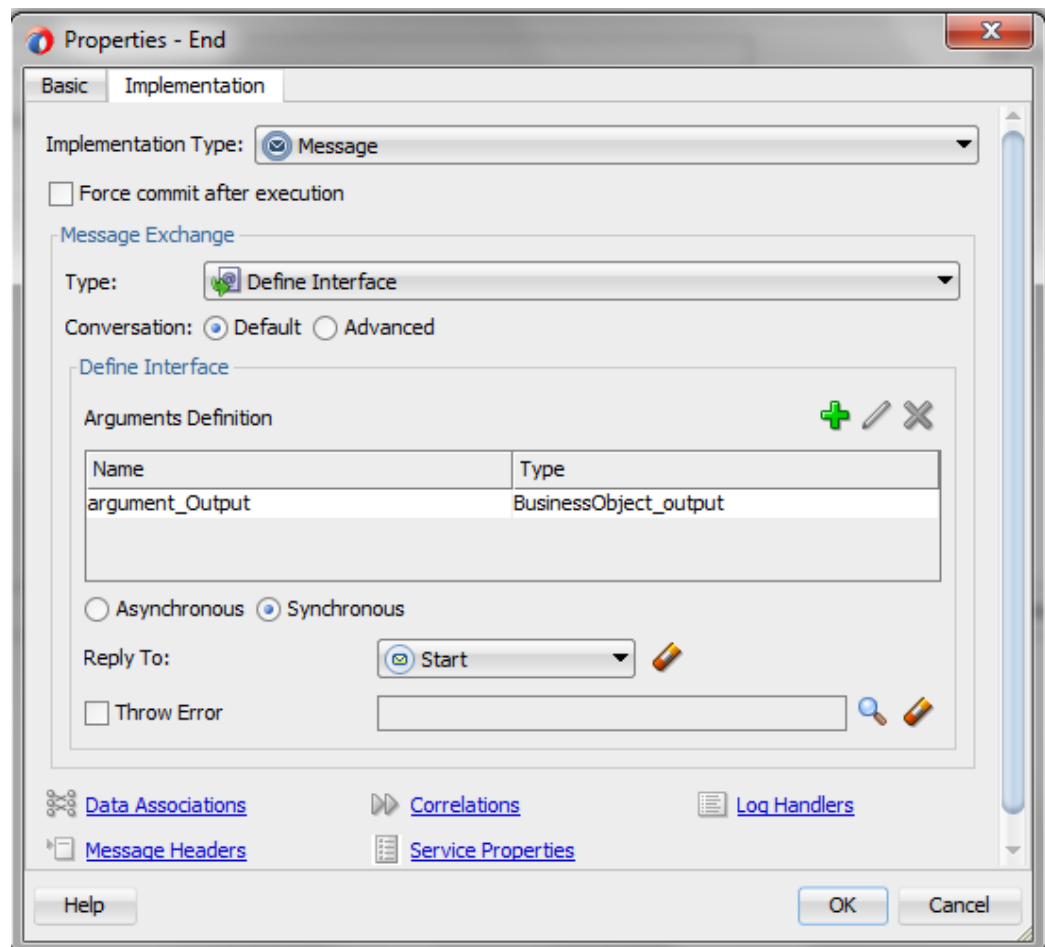 Properties - End
Basic Implementation
Implementation Type: Message
Force commit after execution
Message Exchange
Type: Define Interface
Conversation: Default Advanced
Define Interface
Arguments Definition
Name Type
argument_Output BusinessObject_output
Asynchronous Synchronous
Reply To: Start
Throw Error
Data Associations Correlations Log Handlers
Message Headers Service Properties
Help OK Cancel